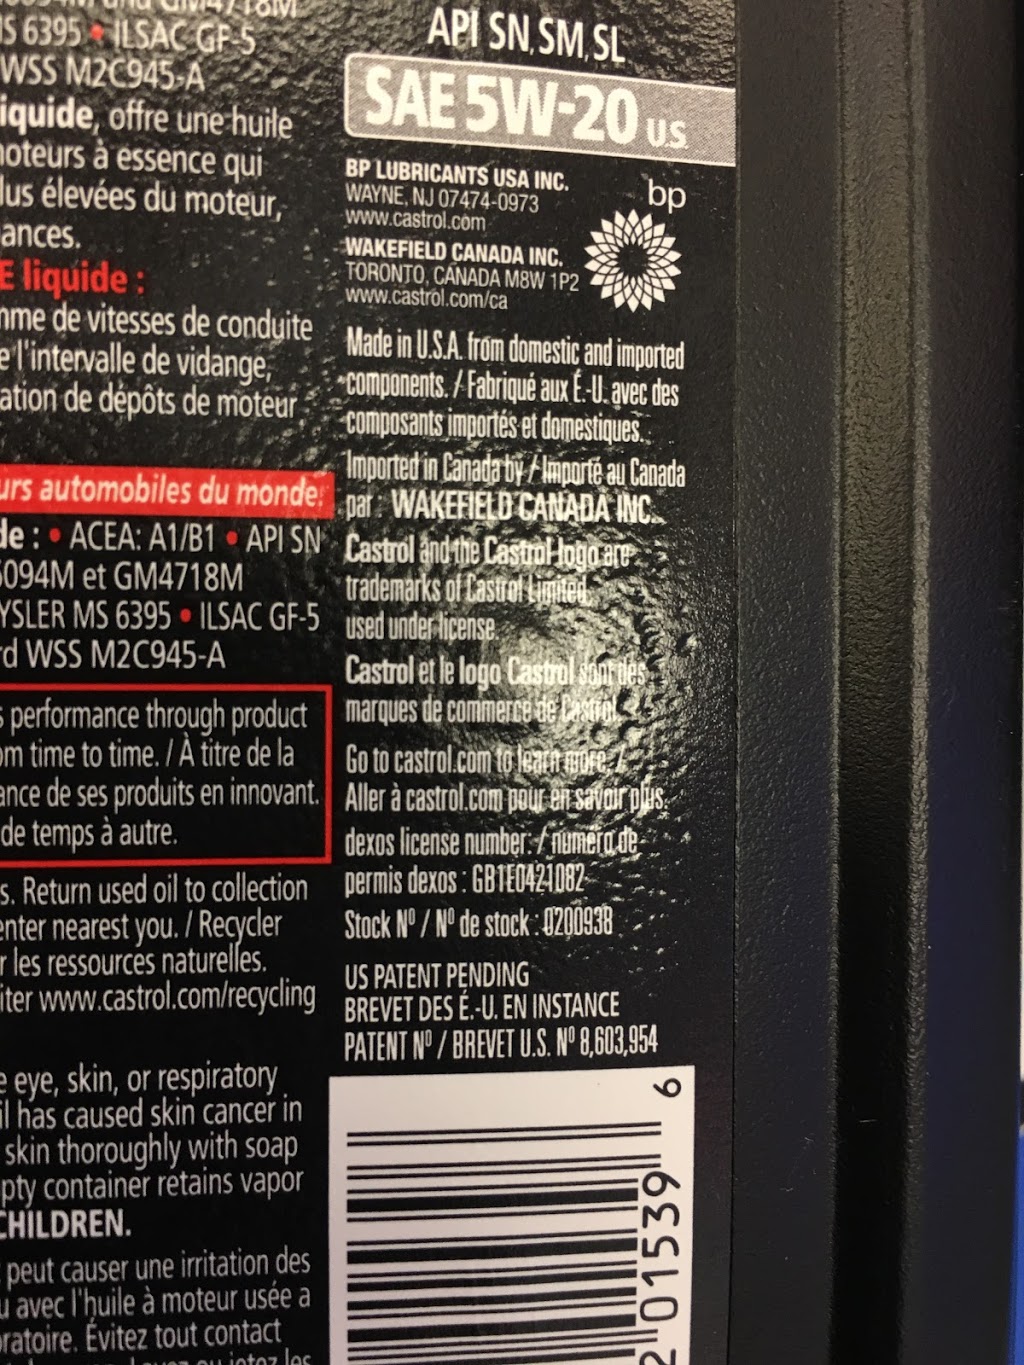 GM4718M
S 6395 • ILSAC GF-5
WSS M2C945-A
iquide, offre une huile
moteurs à essence qui
lus élevées du moteur,
ances.
E liquide :
mme de vitesses de conduite
e l'intervalle de vidange,
ation de dépôts de moteur
urs automobiles du monde.
de : • ACEA: A1/B1 • API SN
6094M et GM4718M
YSLER MS 6395 • ILSAC GF-5
rd WSS M2C945-A
s performance through product
om time to time. / À titre de la
ance de ses produits en innovant.
de temps à autre.
s. Return used oil to collection
enter nearest you. / Recycler
r les ressources naturelles.
iter www.castrol.com/recycling
e eye, skin, or respiratory
il has caused skin cancer in
skin thoroughly with soap
pty container retains vapor
CHILDREN.
peut causer une irritation des
u avec l'huile à moteur usée a
oratoire. Évitez tout contact
API SN, SM, SL
SAE 5W-20 U.S.
BP LUBRICANTS USA INC.
WAYNE, NJ 07474-0973
www.castrol.com
bp
WAKEFIELD CANADA INC.
TORONTO, CANADA M8W 1P2
www.castrol.com/ca
Made in U.S.A. from domestic and imported
components. / Fabriqué aux É.-U. avec des
composants importés et domestiques.
Imported in Canada by / Importé au Canada
par : WAKEFIELD CANADA INC.
Castrol and the Castrol logo are
trademarks of Castrol Limited,
used under license.
Castrol et le logo Castrol sont des
marques de commerce de Castrol
Go to castrol.com to learn more. /
Aller à castrol.com pour en savoir plus.
dexos license number: / numéro de
permis dexos : GB1E0421082
Stock Nº / Nº de stock : 0200938
US PATENT PENDING
BREVET DES É.-U. EN INSTANCE
PATENT Nº / BREVET U.S. Nº 8,603,954
6
201539